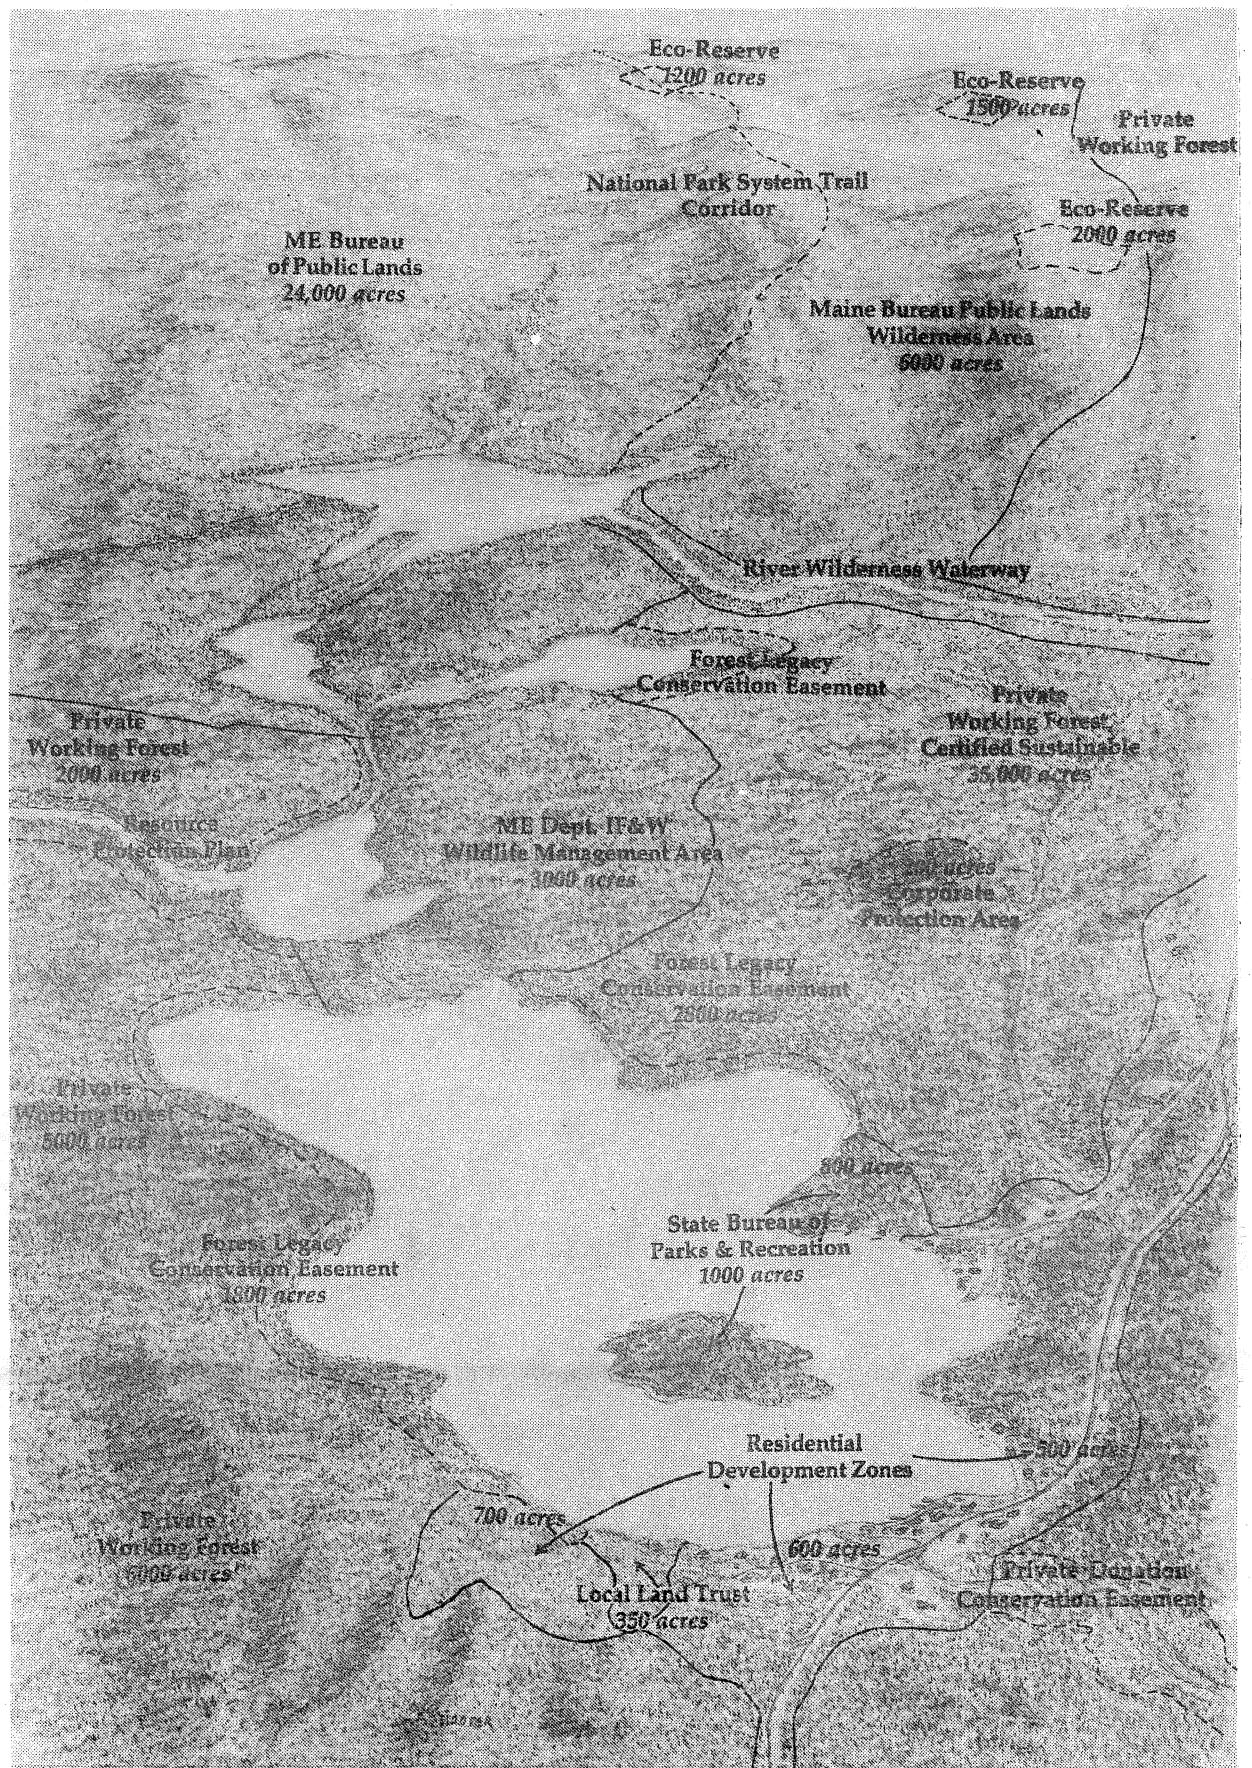 Eco-Reserve
1200 acres
Eco-Reserve
1500 acres
Private
Working Forest
National Park System Trail
Corridor
Eco-Reserve
2000 acres
ME Bureau
of Public Lands
24,000 acres
Maine Bureau Public Lands
Wilderness Area
6000 acres
River Wilderness Waterway
Forest Legacy
Conservation Easement
Private
Working Forest
2000 acres
Private
Working Forest,
Certified Sustainable
35,000 acres
Resource
Protection Plan
ME Dept. IF&W
Wildlife Management Area
3000 acres
200 acres
Corporate
Protection Area
Forest Legacy
Conservation Easement
2800 acres
Private
Working Forest
5000 acres
800 acres
State Bureau of
Parks & Recreation
1000 acres
Forest Legacy
Conservation Easement
1800 acres
Residential
Development Zones
500 acres
700 acres
Private
Working Forest
6000 acres
600 acres
Local Land Trust
350 acres
Private Donation
Conservation Easement